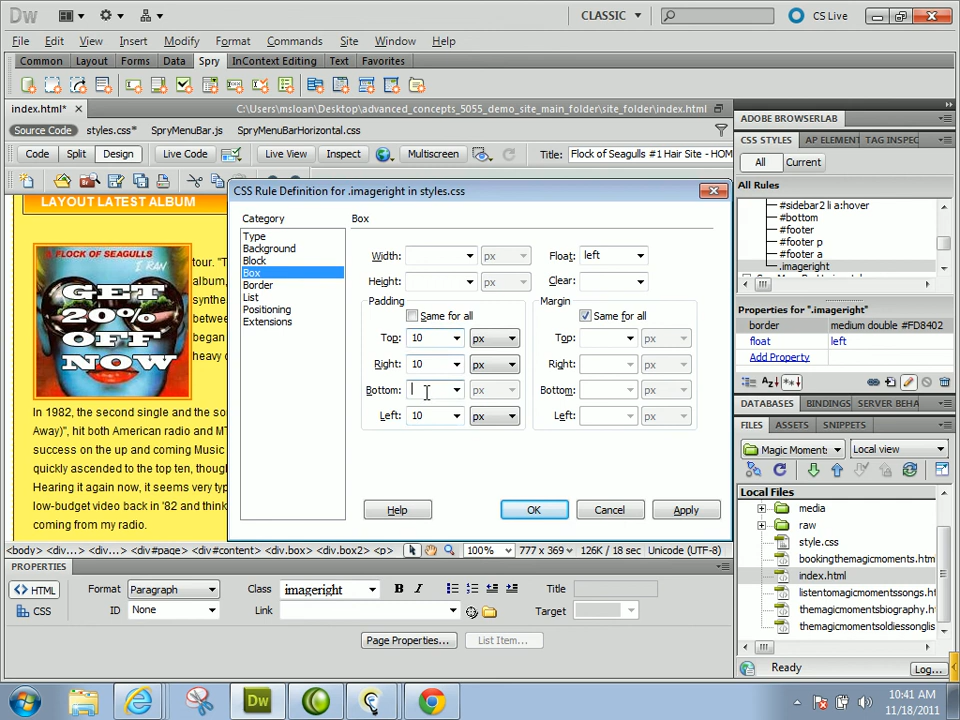 Dw
CLASSIC
CS Live
File Edit View Insert Modify Format Commands Site Window Help
Common Layout Forms Data Spry InContext Editing Text Favorites
index.html*
C:\Users\msloan\Desktop\advanced_concepts_5055_demo_site_main_folder\site_folder\index.html
Source Code styles.css* SpryMenuBar.js SpryMenuBarHorizontal.css
Code Split Design Live Code Live View Inspect Multiscreen Title: Flock of Seagulls #1 Hair Site - HOM
LAYOUT LATEST ALBUM
A FLOCK OF SEAGULLS
I RAN
GET
20%
OFF
NOW
tour. "T
album,
synthe
betwee
began
heavy
In 1982, the second single and the so
Away)", hit both American radio and MT
success on the up and coming Music
quickly ascended to the top ten, thoug
Hearing it again now, it seems very typ
low-budget video back in '82 and think
coming from my radio.
CSS Rule Definition for .imageright in styles.css
Category
Type
Background
Block
Box
Border
List
Positioning
Extensions
Box
Width: px Float: left
Height: px Clear:
Padding Margin
Same for all Same for all
Top: 10 px Top: px
Right: 10 px Right: px
Bottom: px Bottom: px
Left: 10 px Left: px
Help OK Cancel Apply
ADOBE BROWSERLAB
CSS STYLES AP ELEMENT TAG INSPEC
All Current
All Rules
#sidebar2 li a:hover
#bottom
#footer
#footer p
#footer a
.imageright
Properties for ".imageright"
border medium double #FD8402
float left
Add Property
DATABASES BINDINGS SERVER BEHA
FILES ASSETS SNIPPETS
Magic Moment: Local view
Local Files
media
raw
style.css
bookingthemagicmoments.htm
index.html
listentomagicmomentssongs.ht
themagicmomentsbiography.ht
themagicmomentsoldiessonglis
Ready Log...
<body> <div...> <div...> <div#page> <div#content> <div.box> <div.box2> <p> 100% 777 x 369 126K / 18 sec Unicode (UTF-8)
PROPERTIES
HTML Format Paragraph Class imageright B I Title
CSS ID None Link Target
Page Properties... List Item...
Dw
10:41 AM
11/18/2011